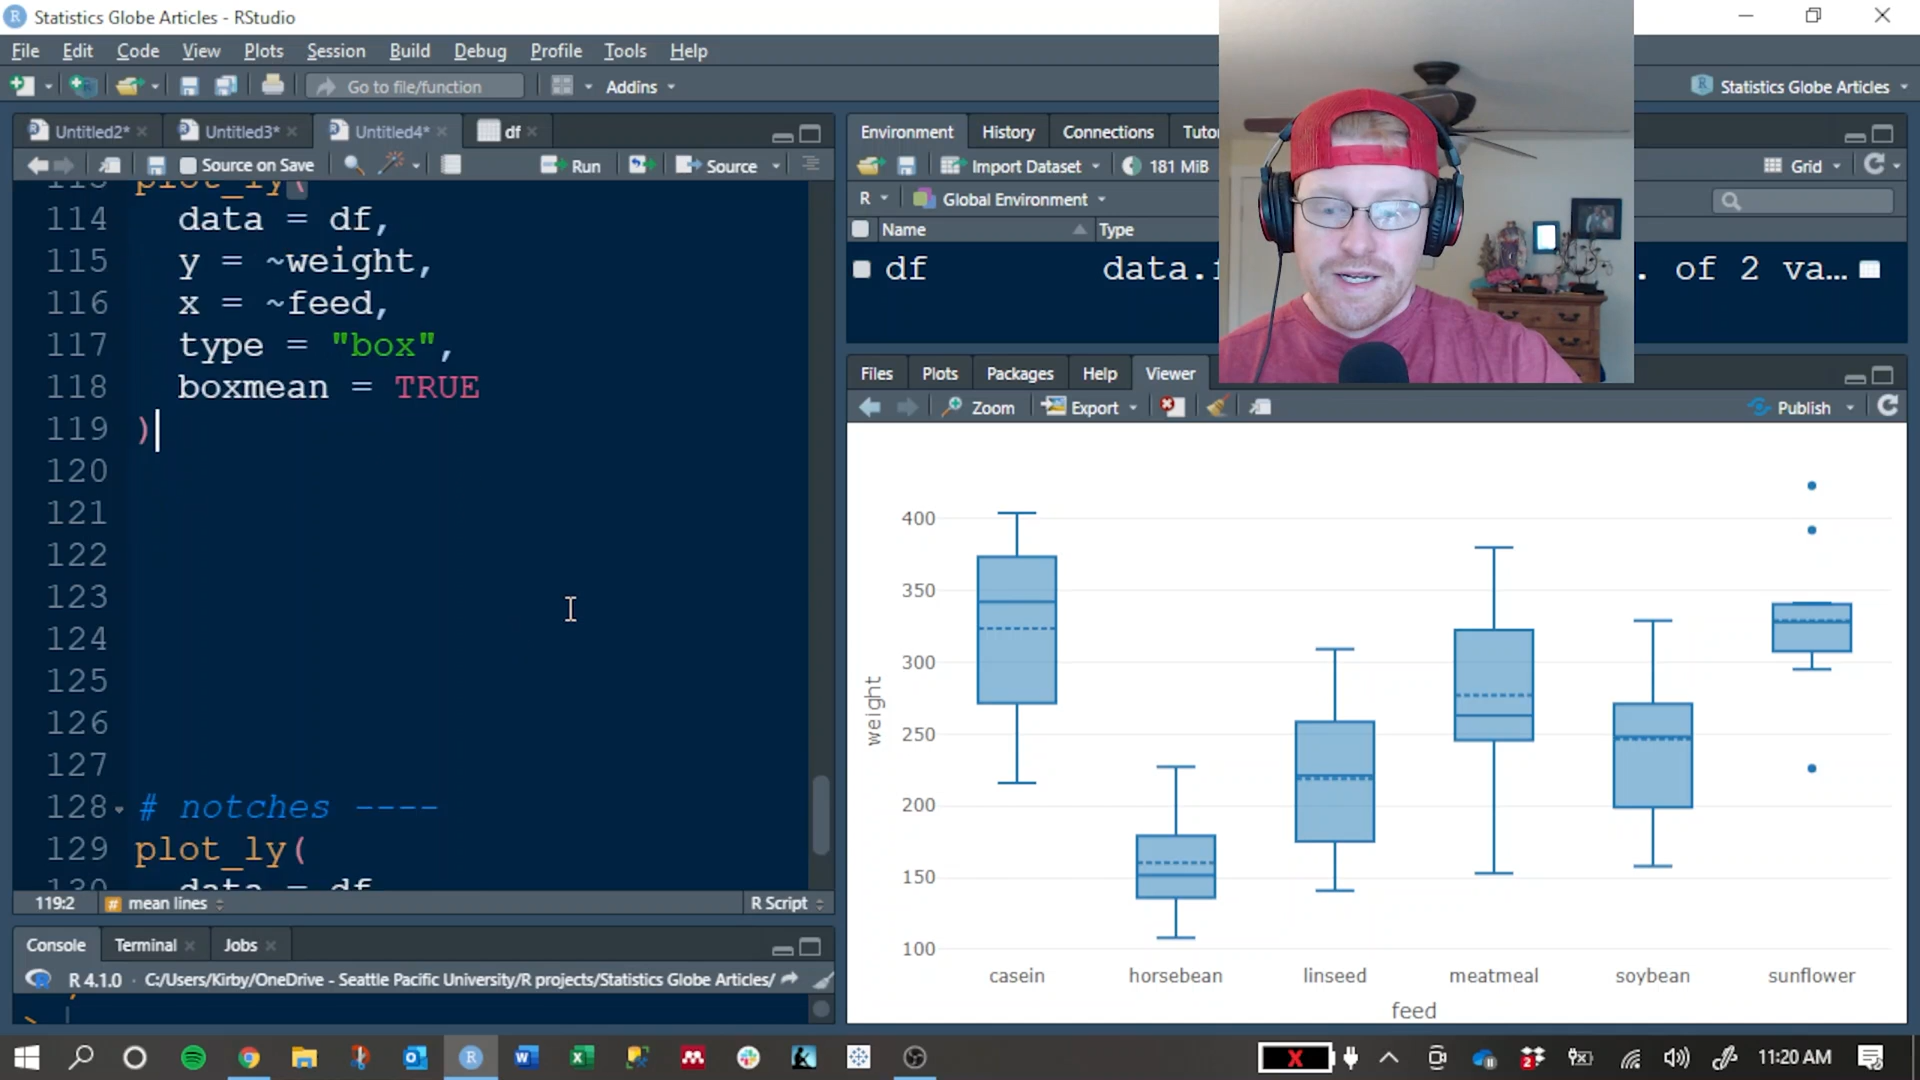 Statistics Globe Articles - RStudio
File Edit Code View Plots Session Build Debug Profile Tools Help
Go to file/function
Addins
Statistics Globe Articles
Untitled2* Untitled3* Untitled4* df
Source on Save
Run
Source
plot_ly(
114 data = df,
115 y = ~weight,
116 x = ~feed,
117 type = "box",
118 boxmean = TRUE
119 )
120
121
122
123
124
125
126
127
128 # notches ----
129 plot_ly(
130 data = df
119:2 # mean lines
R Script
Console Terminal Jobs
R 4.1.0 C:/Users/Kirby/OneDrive - Seattle Pacific University/R projects/Statistics Globe Articles/
>
Environment History Connections
Import Dataset 181 MiB Grid
R Global Environment
Name Type
df of 2 va…
Files Plots Packages Help Viewer
Zoom Export Publish
400
350
300
250
200
150
100
weight
casein horsebean linseed meatmeal soybean sunflower
feed
11:20 AM